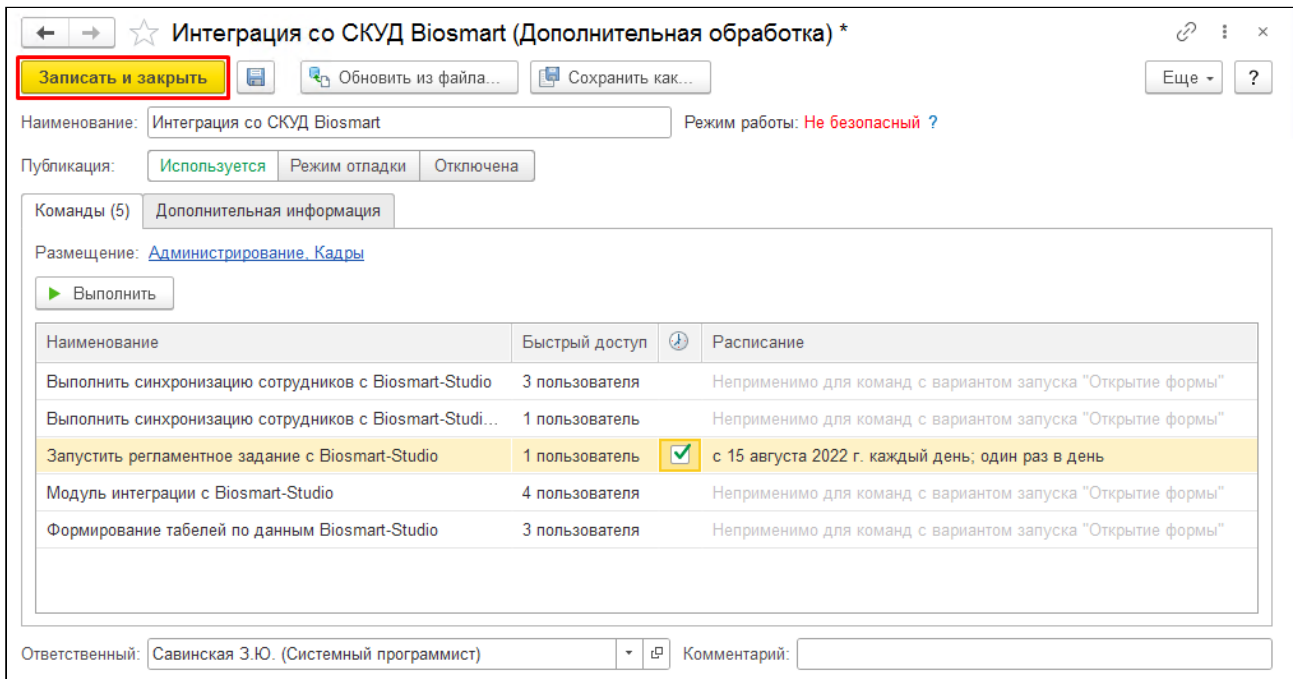 Интеграция со СКУД Biosmart (Дополнительная обработка) *
Записать и закрыть Обновить из файла... Сохранить как... Еще ?
Наименование: Интеграция со СКУД Biosmart Режим работы: Не безопасный ?
Публикация: Используется Режим отладки Отключена
Команды (5) Дополнительная информация
Размещение: Администрирование, Кадры
Выполнить
Наименование Быстрый доступ Расписание
Выполнить синхронизацию сотрудников с Biosmart-Studio 3 пользователя Неприменимо для команд с вариантом запуска "Открытие формы"
Выполнить синхронизацию сотрудников с Biosmart-Studi... 1 пользователь Неприменимо для команд с вариантом запуска "Открытие формы"
Запустить регламентное задание с Biosmart-Studio 1 пользователь с 15 августа 2022 г. каждый день; один раз в день
Модуль интеграции с Biosmart-Studio 4 пользователя Неприменимо для команд с вариантом запуска "Открытие формы"
Формирование табелей по данным Biosmart-Studio 3 пользователя Неприменимо для команд с вариантом запуска "Открытие формы"
Ответственный: Савинская З.Ю. (Системный программист) Комментарий: